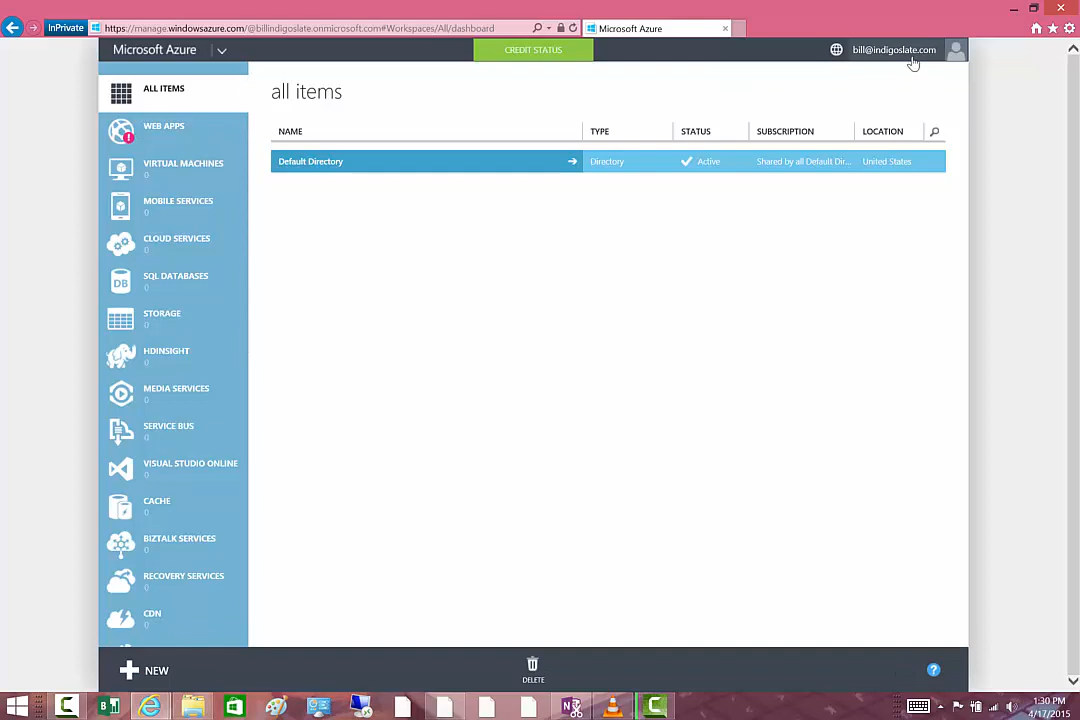 InPrivate
https://manage.windowsazure.com/@billindigoslate.onmicrosoft.com#Workspaces/All/dashboard
Microsoft Azure
Microsoft Azure
CREDIT STATUS
bill@indigoslate.com
ALL ITEMS
WEB APPS
VIRTUAL MACHINES
0
MOBILE SERVICES
0
CLOUD SERVICES
0
SQL DATABASES
0
DB
STORAGE
0
HDINSIGHT
0
MEDIA SERVICES
0
SERVICE BUS
0
VISUAL STUDIO ONLINE
0
CACHE
0
BIZTALK SERVICES
0
RECOVERY SERVICES
0
CDN
0
all items
NAME TYPE STATUS SUBSCRIPTION LOCATION
Default Directory Directory Active Shared by all Default Dir... United States
NEW
DELETE
1:30 PM
4/17/2015